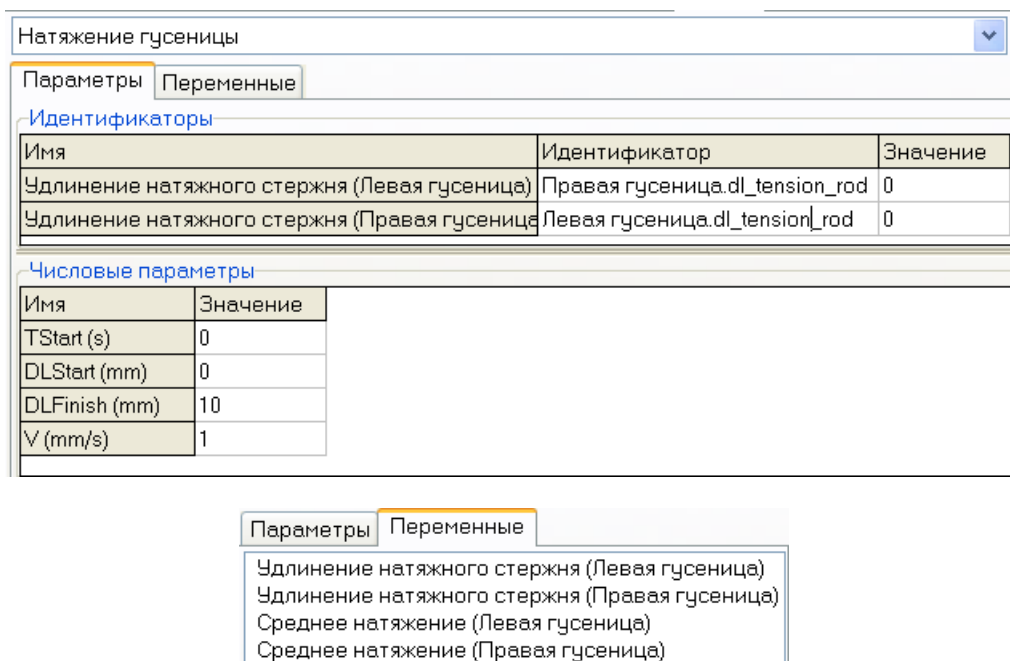 Натяжение гусеницы
Параметры Переменные
Идентификаторы
Имя Идентификатор Значение
Удлинение натяжного стержня (Левая гусеница) Правая гусеница.dl_tension_rod 0
Удлинение натяжного стержня (Правая гусеница Левая гусеница.dl_tension_rod 0
Числовые параметры
Имя Значение
TStart (s) 0
DLStart (mm) 0
DLFinish (mm) 10
V (mm/s) 1
Параметры Переменные
Удлинение натяжного стержня (Левая гусеница)
Удлинение натяжного стержня (Правая гусеница)
Среднее натяжение (Левая гусеница)
Среднее натяжение (Правая гусеница)